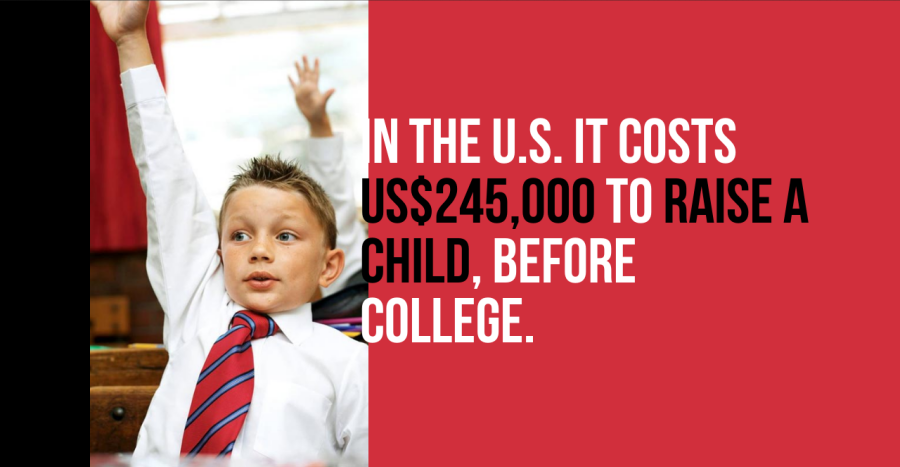 IN THE U.S. IT COSTS
US$245,000 TO RAISE A
CHILD, BEFORE
COLLEGE.